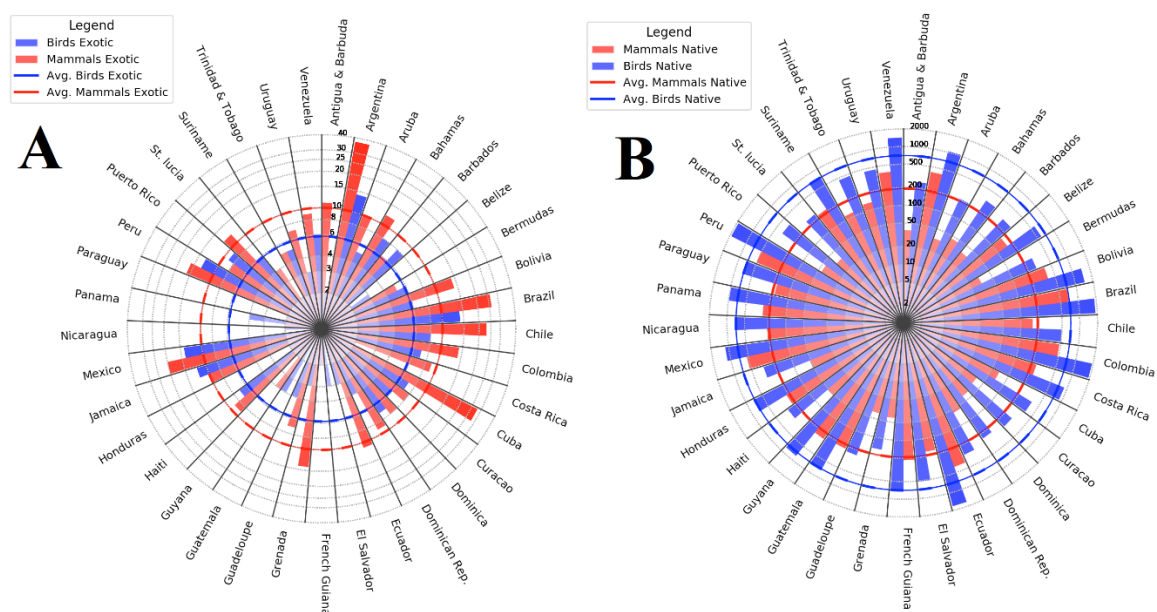 Legend
Birds Exotic
Mammals Exotic
Avg. Birds Exotic
Avg. Mammals Exotic
A
Antigua & Barbuda
Argentina
Aruba
Bahamas
Barbados
Belize
Bermudas
Bolivia
Brazil
Chile
Colombia
Costa Rica
Cuba
Curacao
Dominica
Dominican Rep.
Ecuador
El Salvador
French Guiana
Grenada
Guadeloupe
Guatemala
Guyana
Haiti
Honduras
Jamaica
Mexico
Nicaragua
Panama
Paraguay
Peru
Puerto Rico
St. lucia
Suriname
Trinidad & Tobago
Uruguay
Venezuela
40
30
25
20
15
10
8
6
4
3
2
Legend
Mammals Native
Birds Native
Avg. Mammals Native
Avg. Birds Native
B
Antigua & Barbuda
Argentina
Aruba
Bahamas
Barbados
Belize
Bermudas
Bolivia
Brazil
Chile
Colombia
Costa Rica
Cuba
Curacao
Dominica
Dominican Rep.
Ecuador
El Salvador
French Guiana
Grenada
Guadeloupe
Guatemala
Guyana
Haiti
Honduras
Jamaica
Mexico
Nicaragua
Panama
Paraguay
Peru
Puerto Rico
St. lucia
Suriname
Trinidad & Tobago
Uruguay
Venezuela
2000
1000
500
200
100
50
20
10
5
2